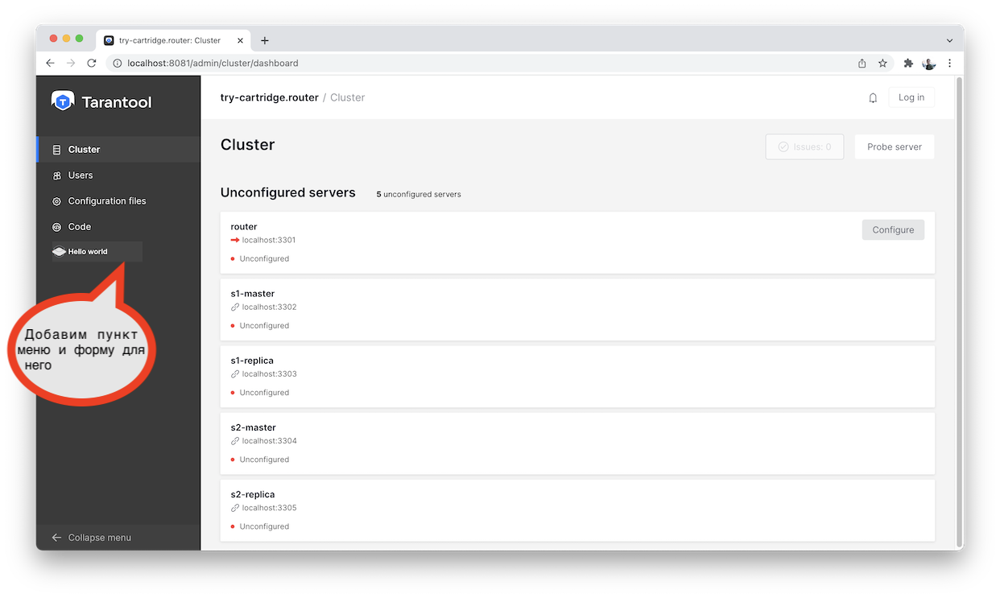 try-cartridge.router: Cluster
localhost:8081/admin/cluster/dashboard
Tarantool
try-cartridge.router / Cluster
Log in
Cluster
Users
Configuration files
Code
Hello world
Добавим пункт
меню и форму для
него
Collapse menu
Cluster
Issues: 0
Probe server
Unconfigured servers
5 unconfigured servers
router
localhost:3301
Unconfigured
Configure
s1-master
localhost:3302
Unconfigured
s1-replica
localhost:3303
Unconfigured
s2-master
localhost:3304
Unconfigured
s2-replica
localhost:3305
Unconfigured